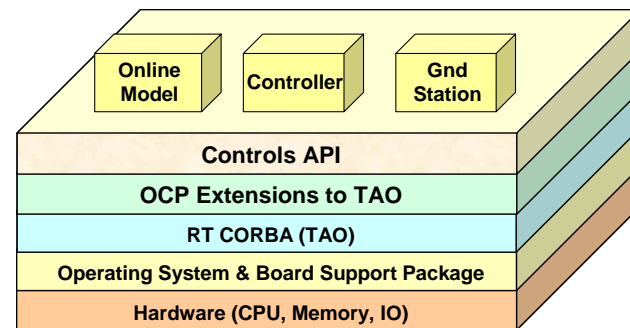 Online
Model
Controller
Gnd
Station
Controls API
OCP Extensions to TAO
RT CORBA (TAO)
Operating System & Board Support Package
Hardware (CPU, Memory, IO)